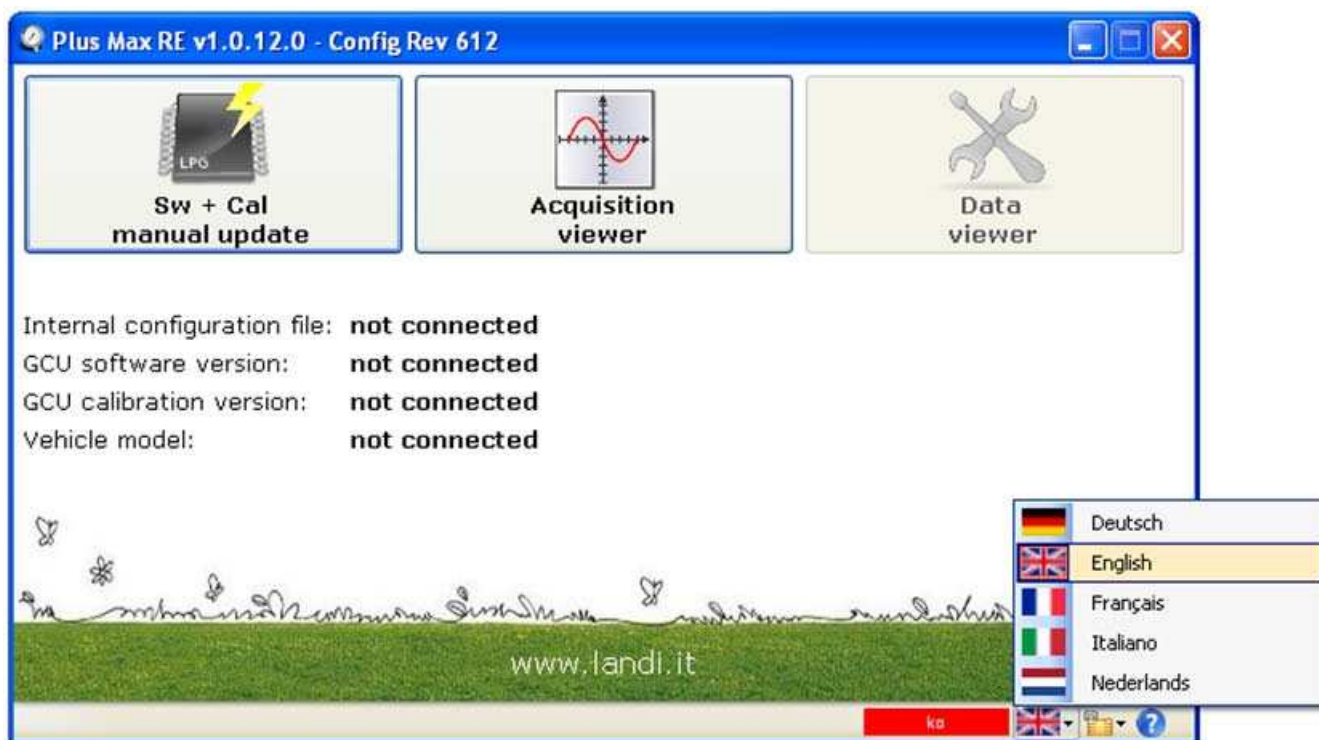 Plus Max RE v1.0.12.0 - Config Rev 612
LPG
Sw + Cal
manual update
Acquisition
viewer
Data
viewer
Internal configuration file: not connected
GCU software version: not connected
GCU calibration version: not connected
Vehicle model: not connected
Deutsch
English
Français
Italiano
Nederlands
www.landi.it
ko
?